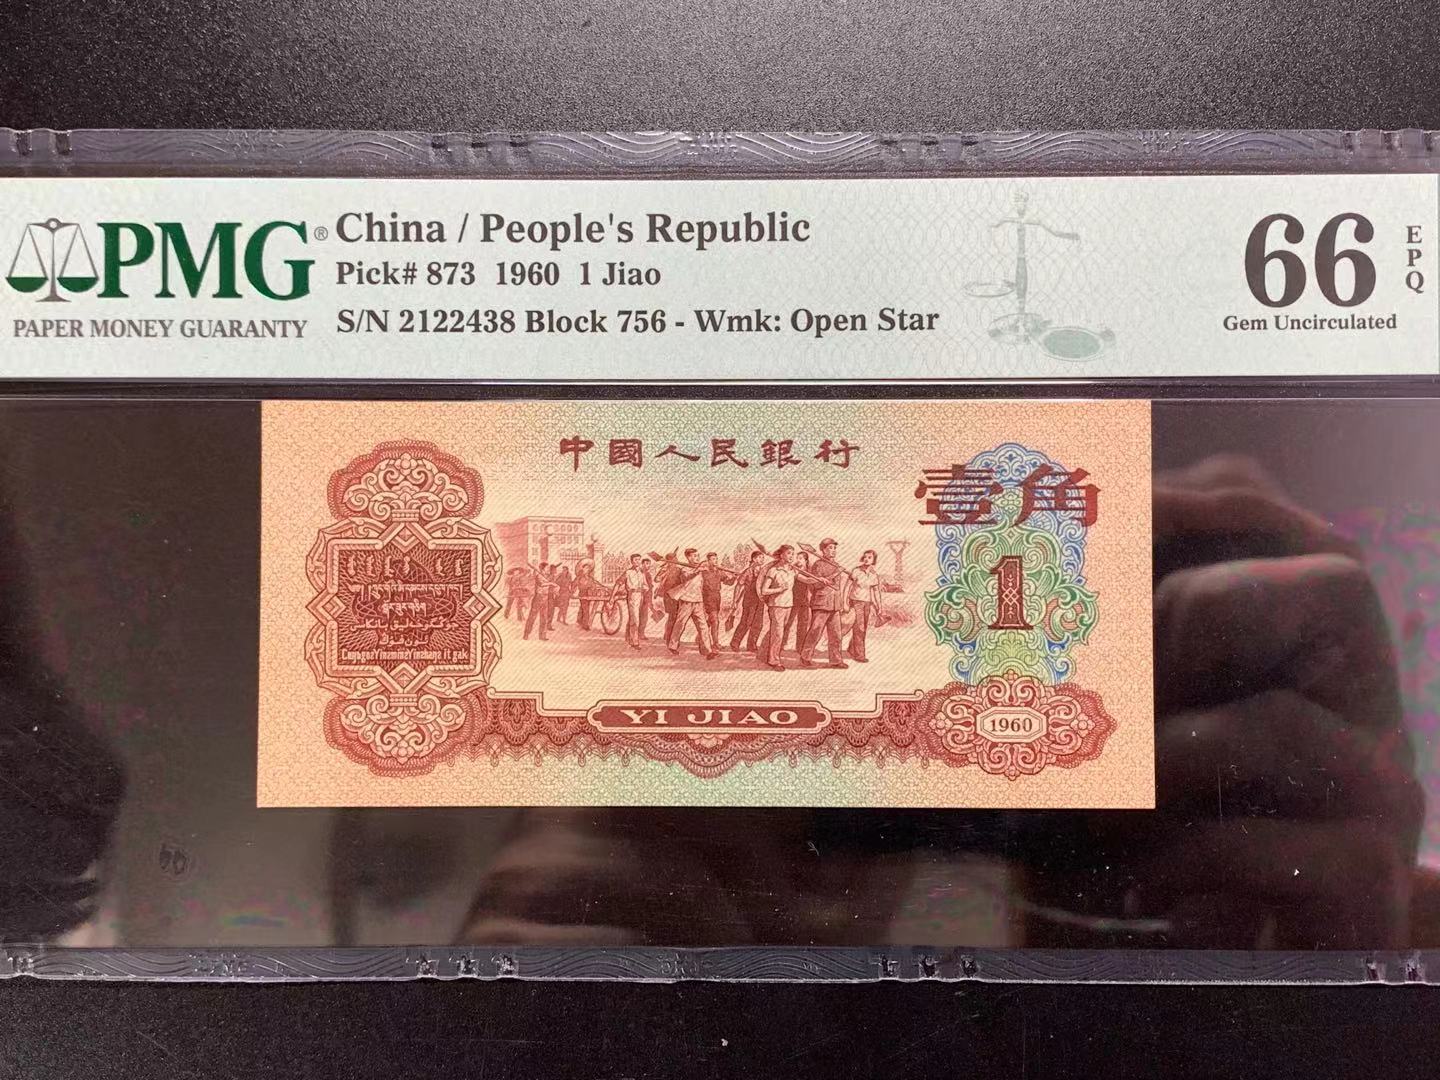 PMG®
PAPER MONEY GUARANTY
China / People's Republic
Pick# 873 1960 1 Jiao
S/N 2122438 Block 756 - Wmk: Open Star
66
EPQ
Gem Uncirculated
中國人民銀行
壹角
1
YI JIAO
1960